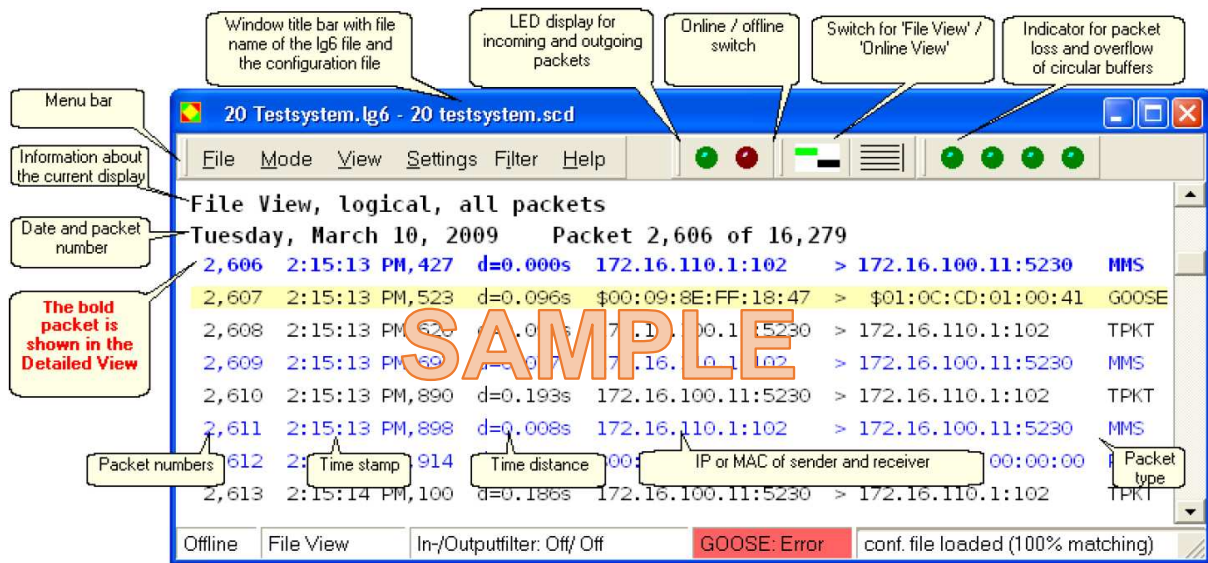 Window title bar with file
name of the lg6 file and
the configuration file
LED display for
incoming and outgoing
packets
Online / offline
switch
Switch for 'File View' /
'Online View'
Indicator for packet
loss and overflow
of circular buffers
Menu bar
20 Testsystem.lg6 - 20 testsystem.scd
Information about
the current display
File Mode View Settings Filter Help
File View, logical, all packets
Date and packet
number
Tuesday, March 10, 2009 Packet 2,606 of 16,279
2,606 2:15:13 PM,427 d=0.000s 172.16.110.1:102 > 172.16.100.11:5230 MMS
The bold
packet is
shown in the
Detailed View
2,607 2:15:13 PM,523 d=0.096s $00:09:8E:FF:18:47 > $01:0C:CD:01:00:41 GOOSE
2,608 2:15:13 PM > 172.16.110.1:102 TPKT
SAMPLE
2,609 2:15:13 PM > 172.16.100.11:5230 MMS
2,610 2:15:13 PM,890 d=0.193s 172.16.100.11:5230 > 172.16.110.1:102 TPKT
2,611 2:15:13 PM,898 d=0.008s 172.16.110.1:102 > 172.16.100.11:5230 MMS
Packet numbers
Time stamp
Time distance
IP or MAC of sender and receiver
Packet
type
612 914 00:00:00
2,613 2:15:14 PM,100 d=0.186s 172.16.100.11:5230 > 172.16.110.1:102 TPKT
Offline File View In-/Outputfilter: Off/ Off GOOSE: Error conf. file loaded (100% matching)